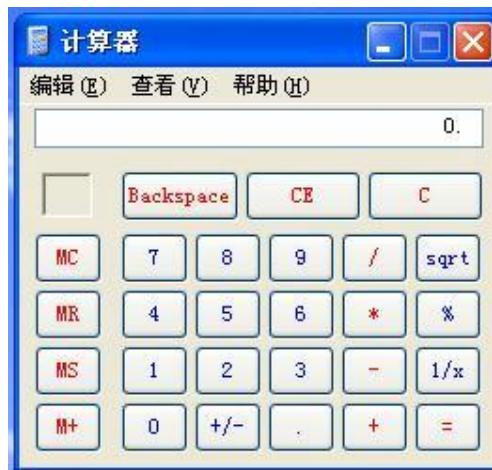 计算器
编辑(E) 查看(V) 帮助(H)
0.
Backspace CE C
MC 7 8 9 / sqrt
MR 4 5 6 * %
MS 1 2 3 - 1/x
M+ 0 +/- . + =